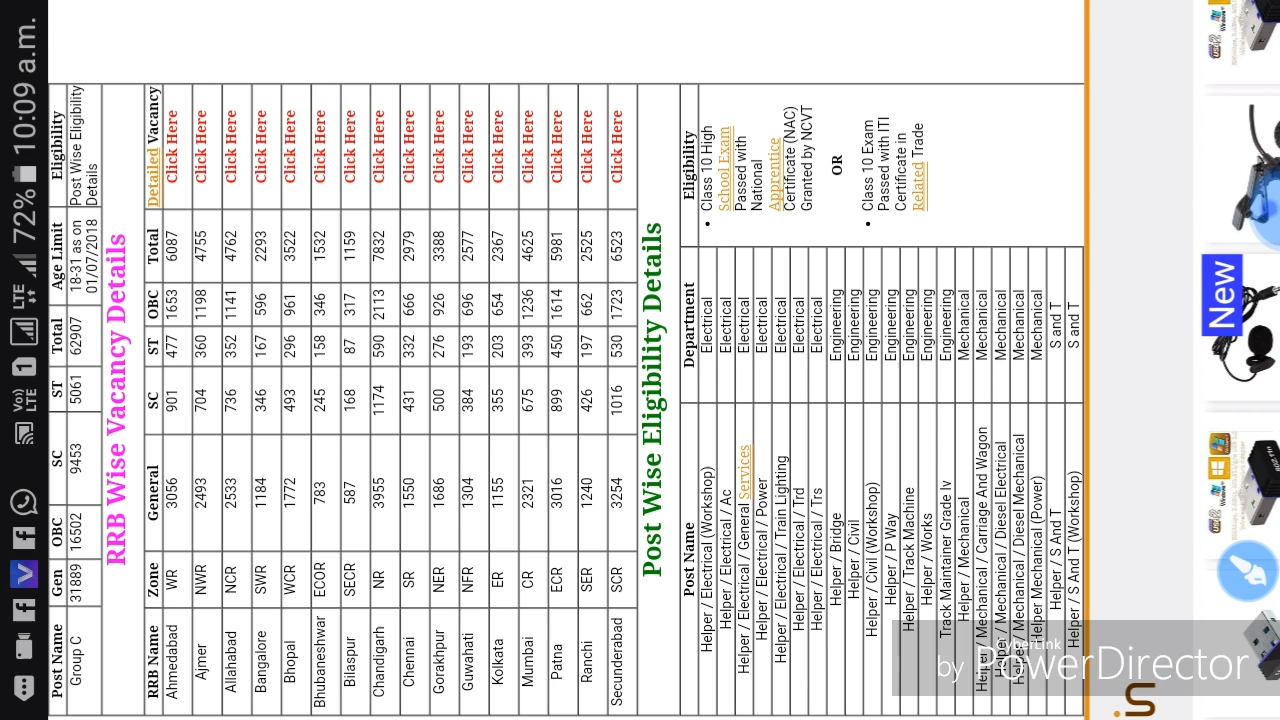 10:09 a.m.
72%
LTE
1
Vo)) LTE
Post Name Gen OBC SC ST Total Age Limit Eligibility
Group C 31889 16502 9453 5061 62907 18-31 as on 01/07/2018 Post Wise Eligibility Details
RRB Wise Vacancy Details
RRB Name Zone General SC ST OBC Total Detailed Vacancy
Ahmedabad WR 3056 901 477 1653 6087 Click Here
Ajmer NWR 2493 704 360 1198 4755 Click Here
Allahabad NCR 2533 736 352 1141 4762 Click Here
Bangalore SWR 1184 346 167 596 2293 Click Here
Bhopal WCR 1772 493 296 961 3522 Click Here
Bhubaneshwar ECOR 783 245 158 346 1532 Click Here
Bilaspur SECR 587 168 87 317 1159 Click Here
Chandigarh NR 3955 1174 590 2113 7832 Click Here
Chennai SR 1550 431 332 666 2979 Click Here
Gorakhpur NER 1686 500 276 926 3388 Click Here
Guwahati NFR 1304 384 193 696 2577 Click Here
Kolkata ER 1155 355 203 654 2367 Click Here
Mumbai CR 2321 675 393 1236 4625 Click Here
Patna ECR 3016 899 450 1614 5981 Click Here
Ranchi SER 1240 426 197 662 2525 Click Here
Secunderabad SCR 3254 1016 530 1723 6523 Click Here
Post Wise Eligibility Details
Post Name Department Eligibility
Helper / Electrical (Workshop) Electrical
Helper / Electrical / Ac Electrical
Helper / Electrical / General Services Electrical
Helper / Electrical / Power Electrical
Helper / Electrical / Train Lighting Electrical
Helper / Electrical / Trd Electrical
Helper / Electrical / Trs Electrical
Helper / Bridge Engineering
Helper / Civil Engineering
Helper / Civil (Workshop) Engineering
Helper / P Way Engineering
Helper / Track Machine Engineering
Helper / Works Engineering
Track Maintainer Grade Iv Engineering
Helper / Mechanical Mechanical
Helper / Mechanical / Carriage And Wagon Mechanical
Helper / Mechanical / Diesel Electrical Mechanical
Helper / Mechanical / Diesel Mechanical Mechanical
Helper Mechanical (Power) Mechanical
Helper / S And T S and T
Helper / S And T (Workshop) S and T
• Class 10 High
School Exam
Passed with
National
Apprentice
Certificate (NAC)
Granted by NCVT
OR
• Class 10 Exam
Passed with ITI
Certificate in
Related Trade
New
by CyberLink PowerDirector
.S